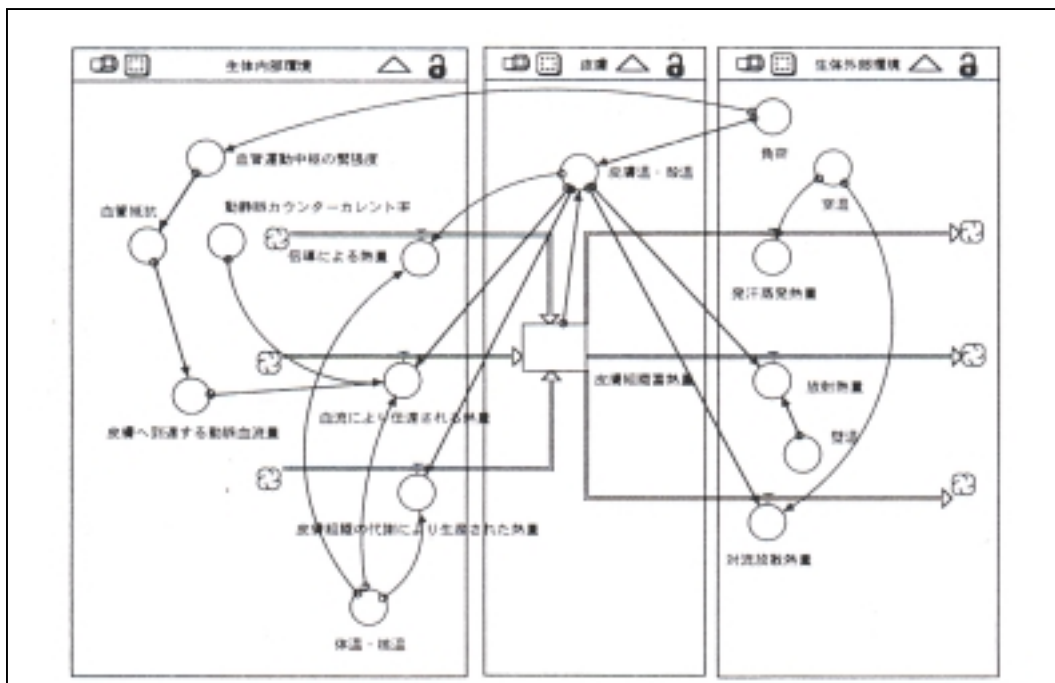 生体内部環境
皮膚
生体外部環境
負荷
血管運動中枢の緊張度
皮膚温・殻温
室温
血管抵抗
動静脈カウンターカレント率
伝導による熱量
発汗蒸発熱量
皮膚組織蓄熱量
放射熱量
血流により伝達される熱量
皮膚へ到達する動脈血流量
壁温
皮膚組織の代謝により生産された熱量
対流放散熱量
体温・核温